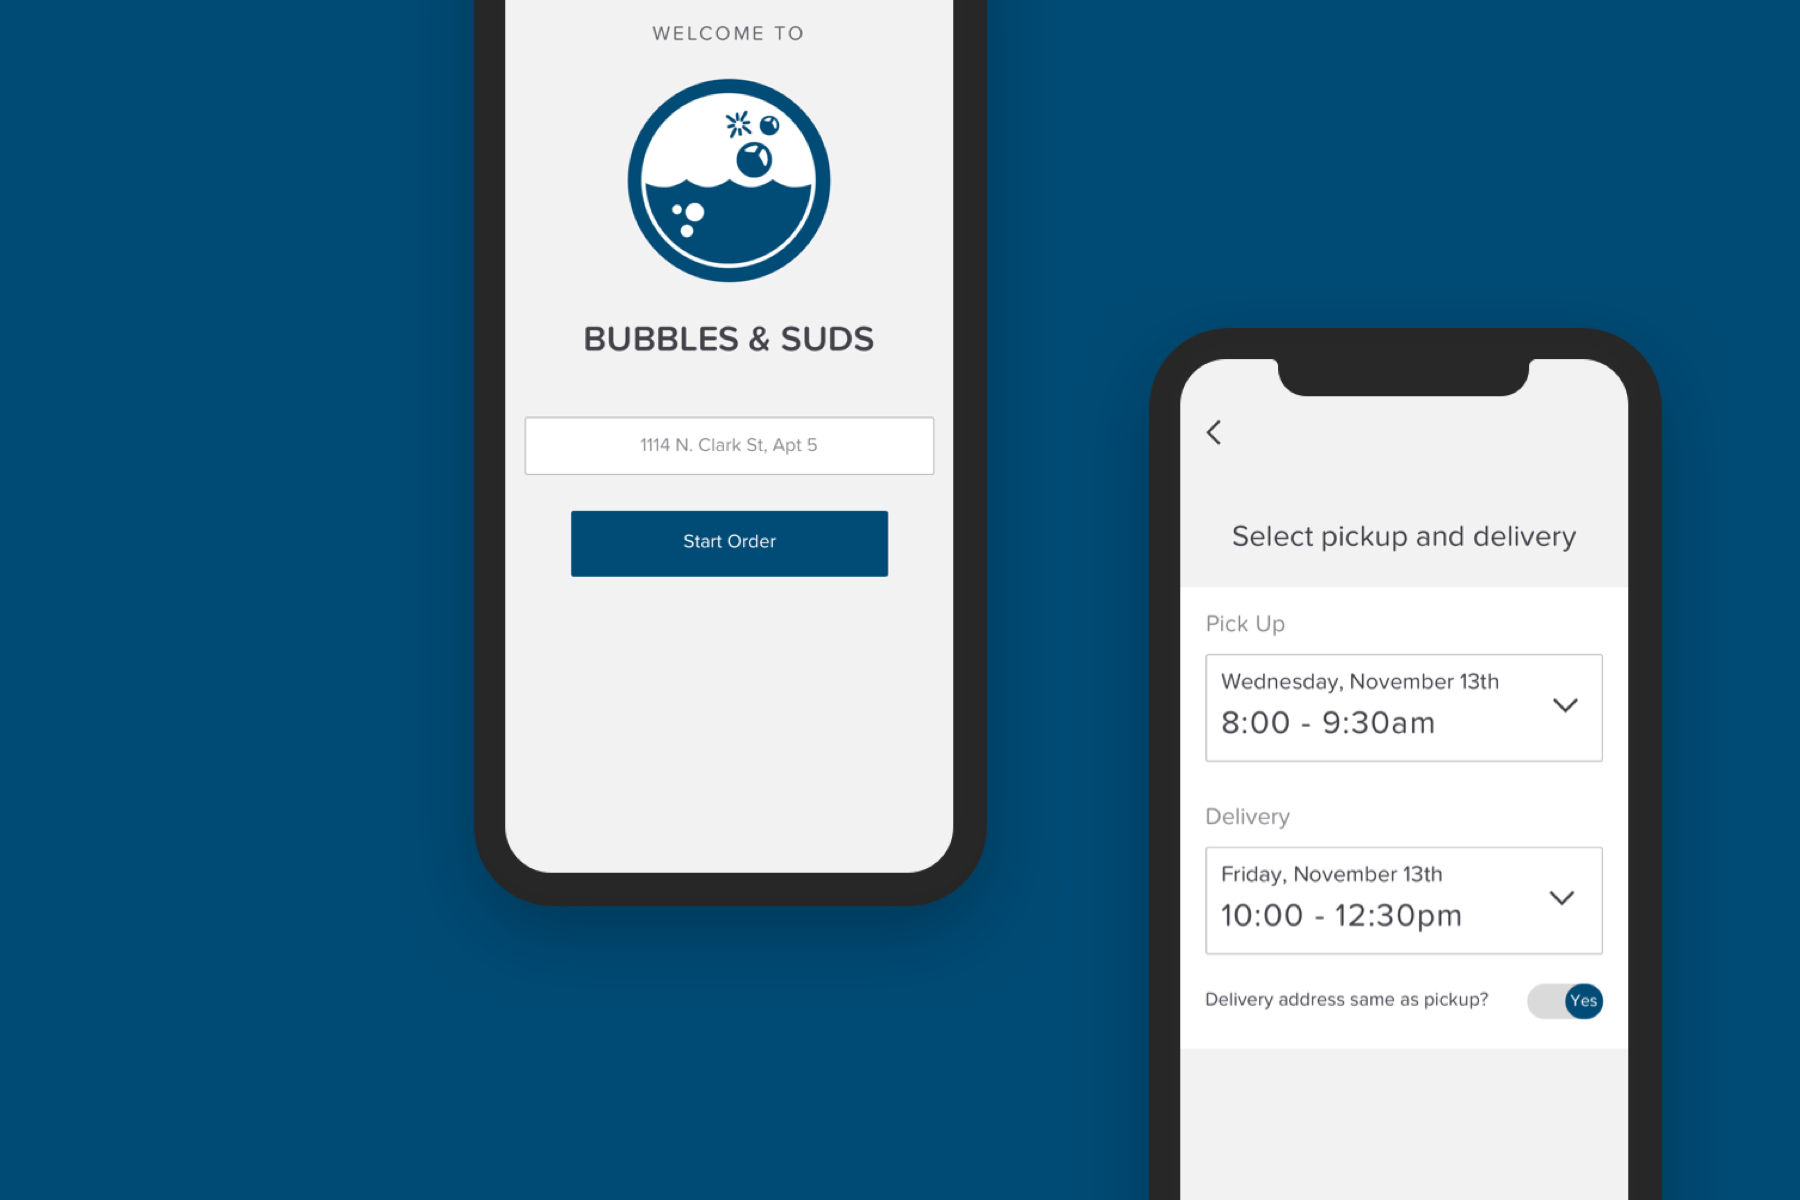 WELCOME TO
BUBBLES & SUDS
1114 N. Clark St, Apt 5
Start Order
Select pickup and delivery
Pick Up
Wednesday, November 13th
8:00 - 9:30am
Delivery
Friday, November 13th
10:00 - 12:30pm
Delivery address same as pickup?
Yes